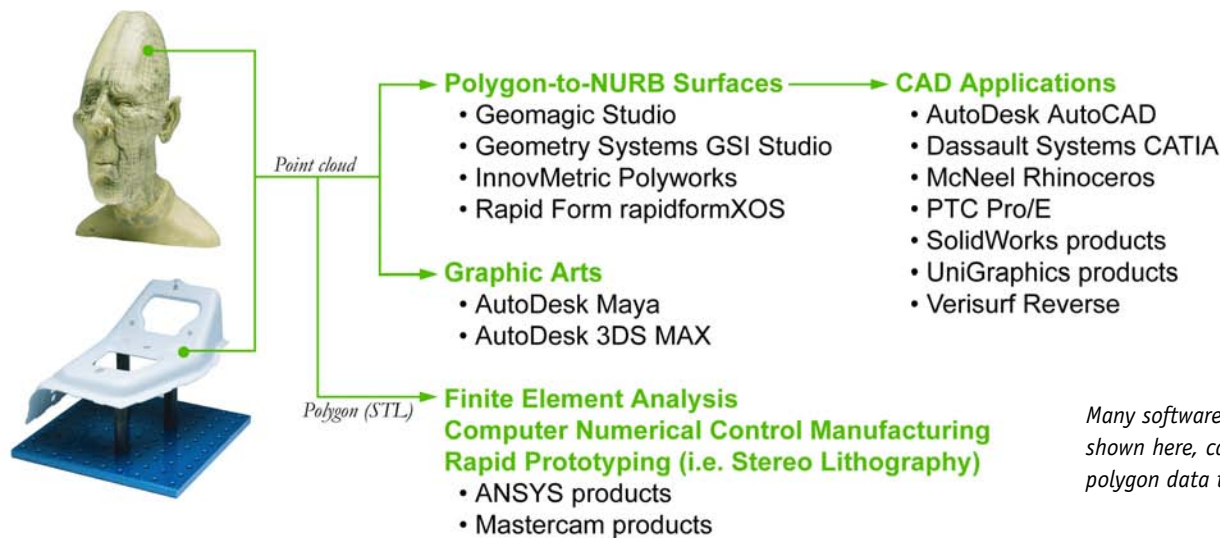 Point cloud
Polygon (STL)
Polygon-to-NURB Surfaces
• Geomagic Studio
• Geometry Systems GSI Studio
• InnovMetric Polyworks
• Rapid Form rapidformXOS
Graphic Arts
• AutoDesk Maya
• AutoDesk 3DS MAX
Finite Element Analysis
Computer Numerical Control Manufacturing
Rapid Prototyping (i.e. Stereo Lithography)
• ANSYS products
• Mastercam products
CAD Applications
• AutoDesk AutoCAD
• Dassault Systems CATIA
• McNeel Rhinoceros
• PTC Pro/E
• SolidWorks products
• UniGraphics products
• Verisurf Reverse
Many software
shown here, ca
polygon data t